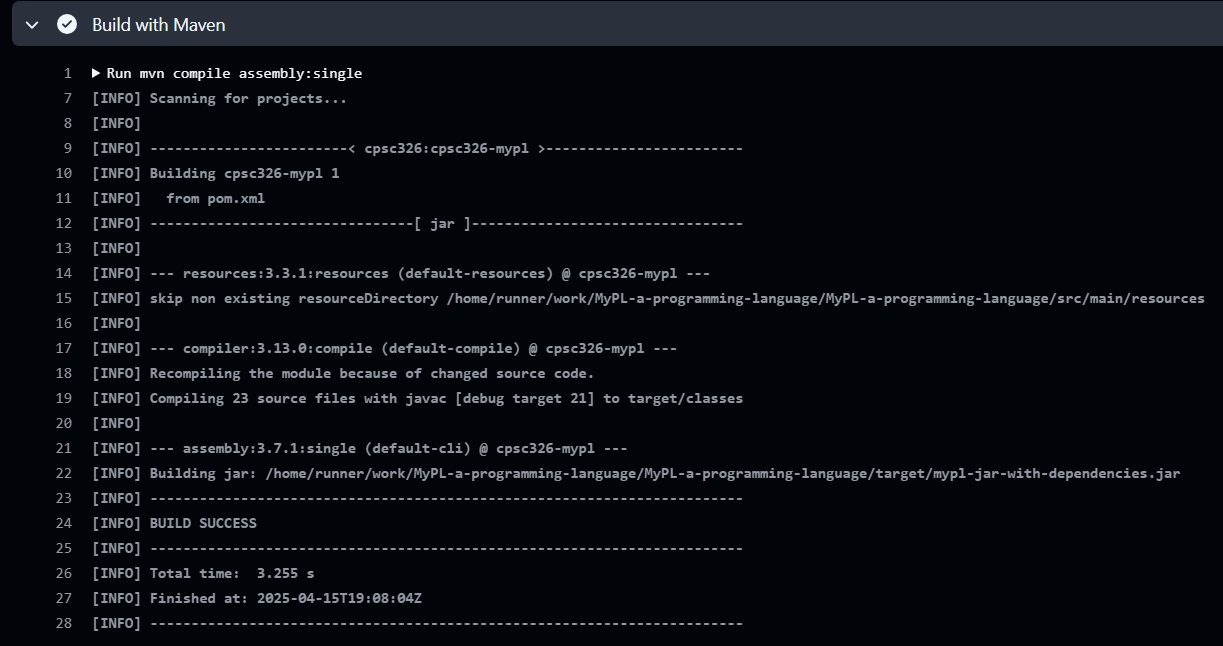 Build with Maven
1 Run mvn compile assembly:single
7 [INFO] Scanning for projects...
8 [INFO]
9 [INFO] ------------------------< cpsc326:cpsc326-mypl >------------------------
10 [INFO] Building cpsc326-mypl 1
11 [INFO]   from pom.xml
12 [INFO] --------------------------------[ jar ]---------------------------------
13 [INFO]
14 [INFO] --- resources:3.3.1:resources (default-resources) @ cpsc326-mypl ---
15 [INFO] skip non existing resourceDirectory /home/runner/work/MyPL-a-programming-language/MyPL-a-programming-language/src/main/resources
16 [INFO]
17 [INFO] --- compiler:3.13.0:compile (default-compile) @ cpsc326-mypl ---
18 [INFO] Recompiling the module because of changed source code.
19 [INFO] Compiling 23 source files with javac [debug target 21] to target/classes
20 [INFO]
21 [INFO] --- assembly:3.7.1:single (default-cli) @ cpsc326-mypl ---
22 [INFO] Building jar: /home/runner/work/MyPL-a-programming-language/MyPL-a-programming-language/target/mypl-jar-with-dependencies.jar
23 [INFO] ------------------------------------------------------------------------
24 [INFO] BUILD SUCCESS
25 [INFO] ------------------------------------------------------------------------
26 [INFO] Total time:  3.255 s
27 [INFO] Finished at: 2025-04-15T19:08:04Z
28 [INFO] ------------------------------------------------------------------------